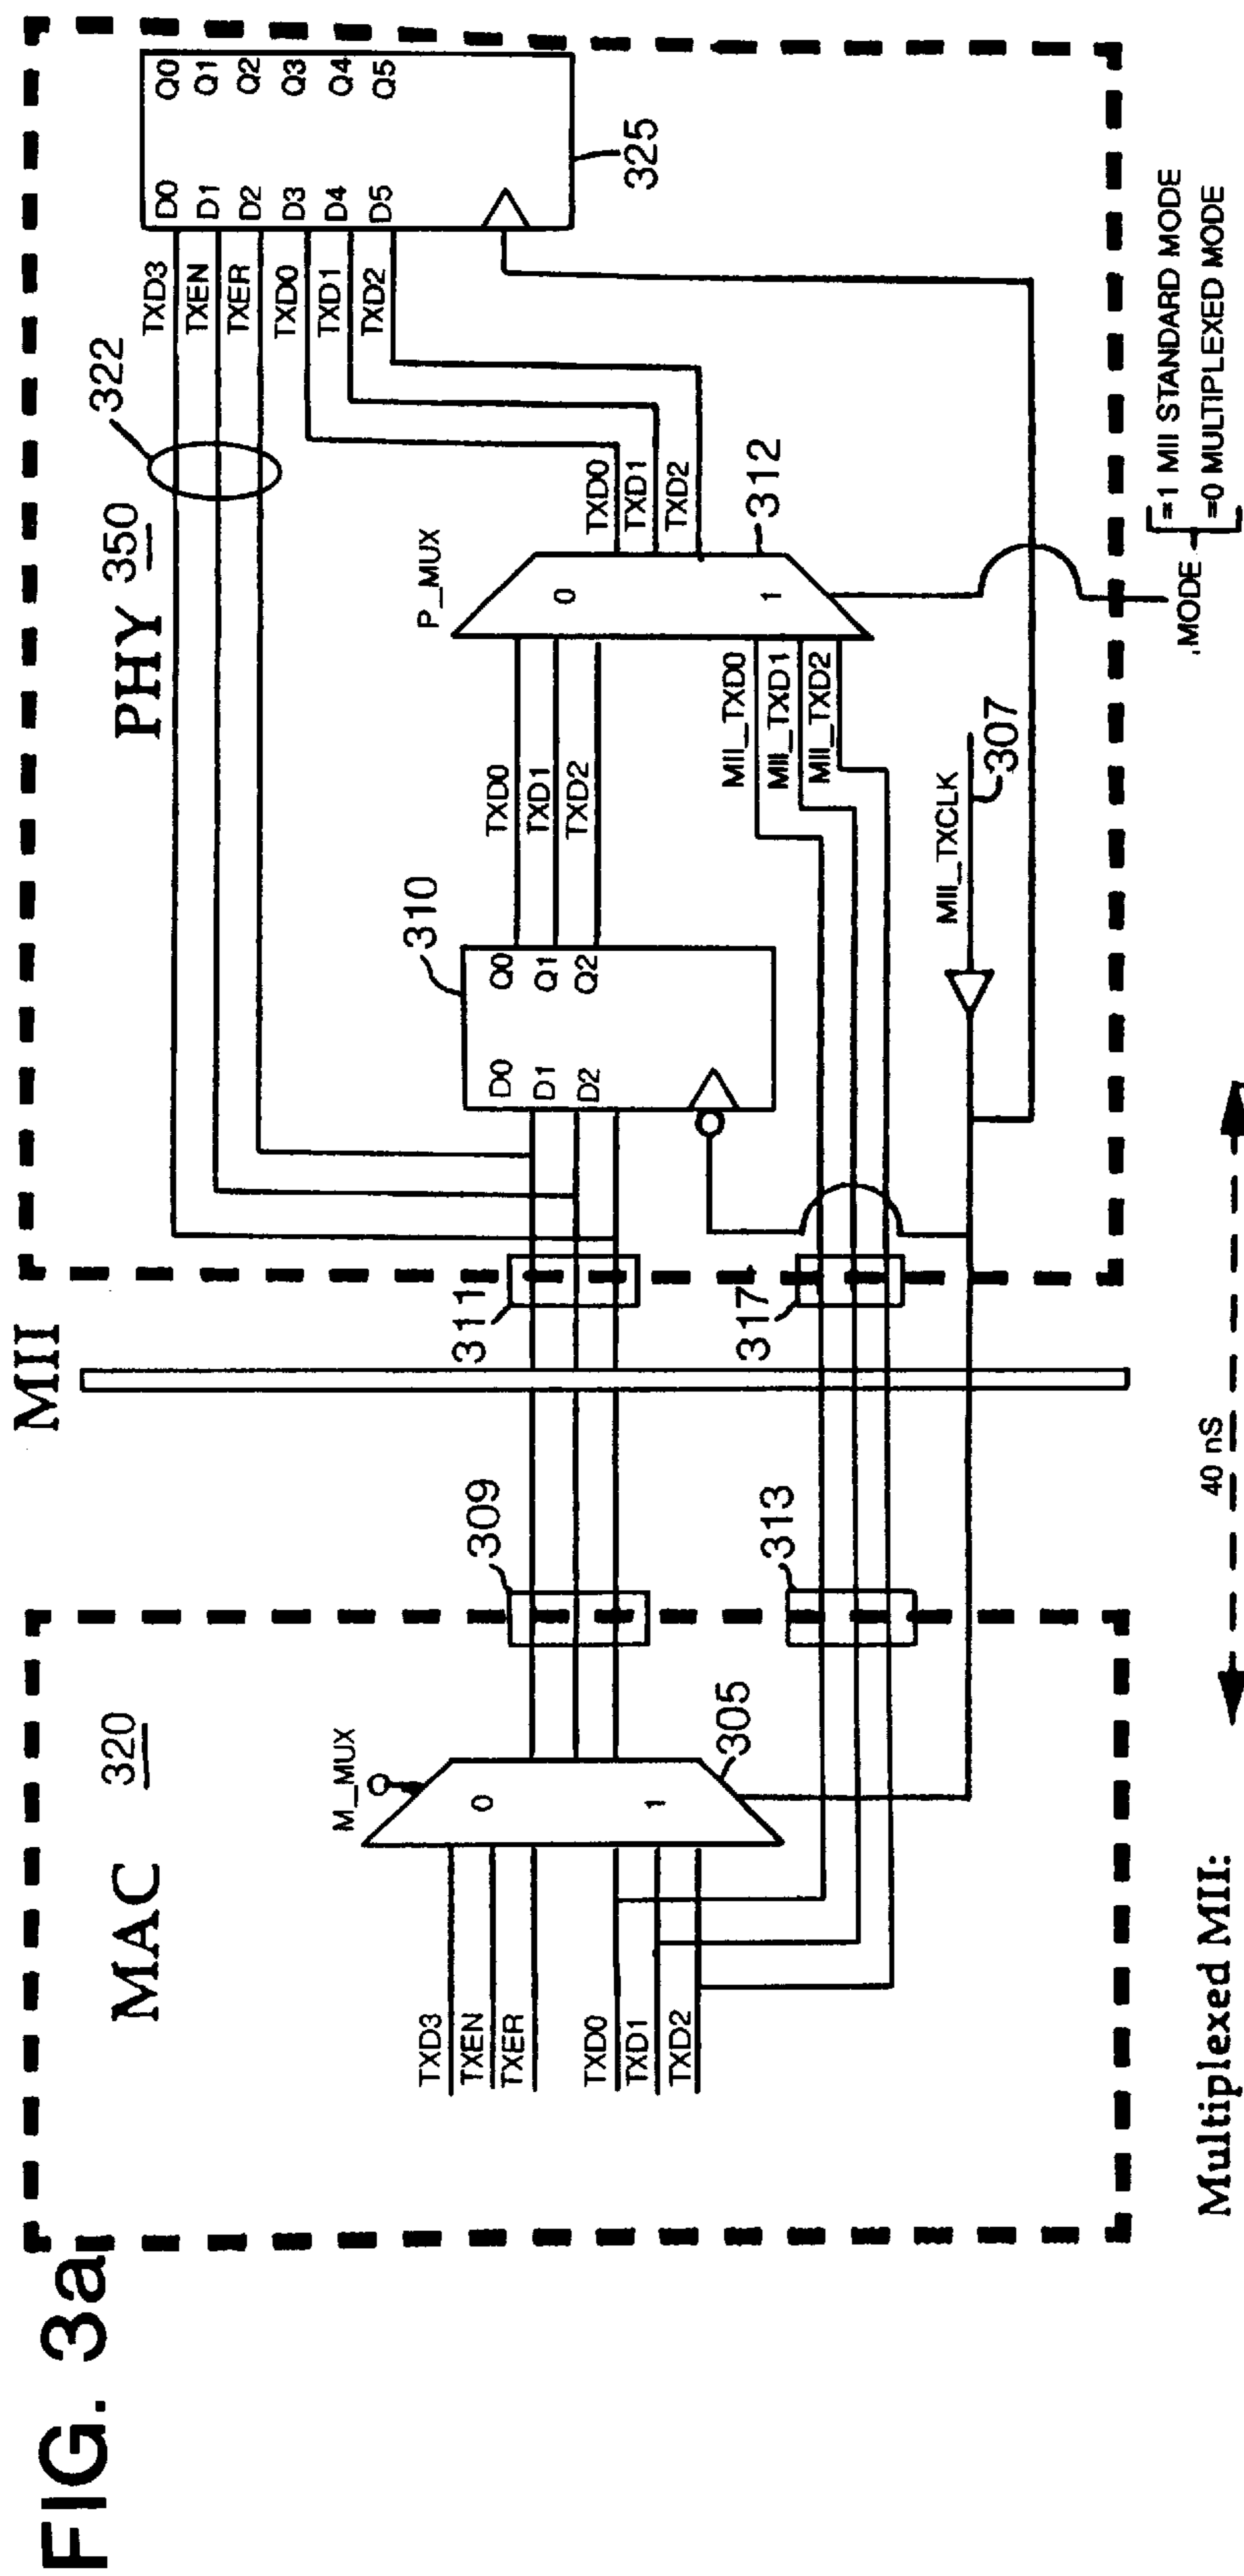 FIG. 3a
MAC
320
M_MUX
0
1
305
TXD3
TXEN
TXER
TXD0
TXD1
TXD2
309
313
MII
311
317
PHY 350
322
310
D0
D1
D2
Q0
Q1
Q2
TXD0
TXD1
TXD2
MII_TXD0
MII_TXD1
MII_TXD2
MII_TXCLK
307
P_MUX
0
1
312
TXD0
TXD1
TXD2
TXD3
TXEN
TXER
TXD0
TXD1
TXD2
D0
D1
D2
D3
D4
D5
Q0
Q1
Q2
Q3
Q4
Q5
325
MODE
=1 MII STANDARD MODE
=0 MULTIPLEXED MODE
Multiplexed MII:
40 nS